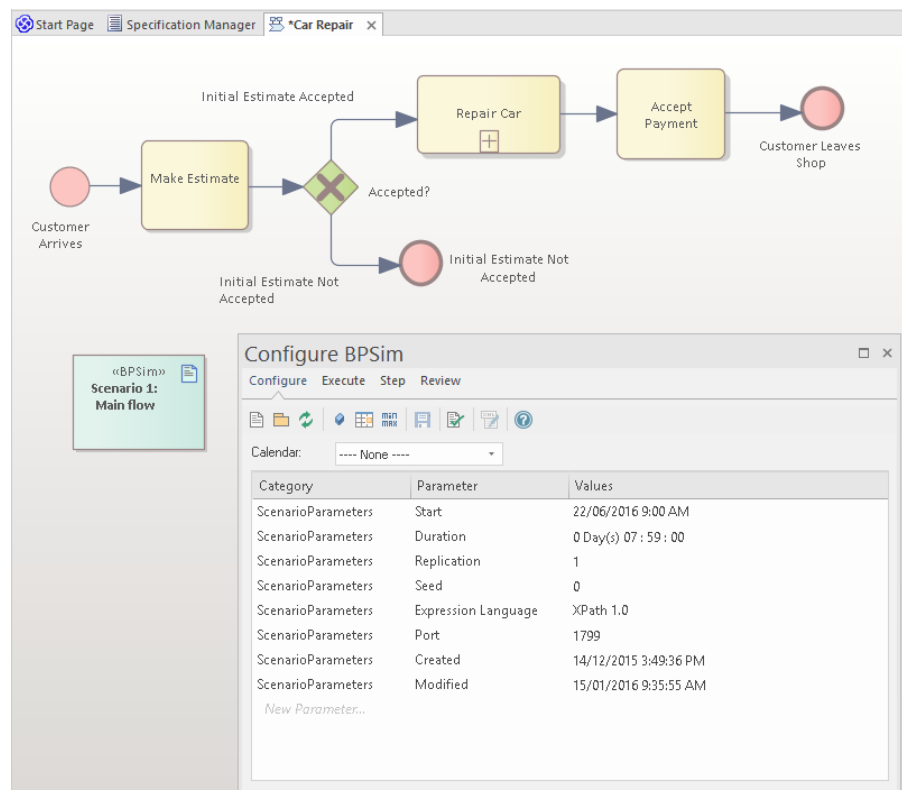 Start Page
Specification Manager
*Car Repair
Initial Estimate Accepted
Repair Car
Accept
Payment
Customer Leaves
Shop
Make Estimate
Accepted?
Customer
Arrives
Initial Estimate Not
Accepted
Initial Estimate Not
Accepted
«BPSim»
Scenario 1:
Main flow
Configure BPSim
Configure Execute Step Review
min
max
Calendar: ---- None ----
Category Parameter Values
ScenarioParameters Start 22/06/2016 9:00 AM
ScenarioParameters Duration 0 Day(s) 07 : 59 : 00
ScenarioParameters Replication 1
ScenarioParameters Seed 0
ScenarioParameters Expression Language XPath 1.0
ScenarioParameters Port 1799
ScenarioParameters Created 14/12/2015 3:49:36 PM
ScenarioParameters Modified 15/01/2016 9:35:55 AM
New Parameter...